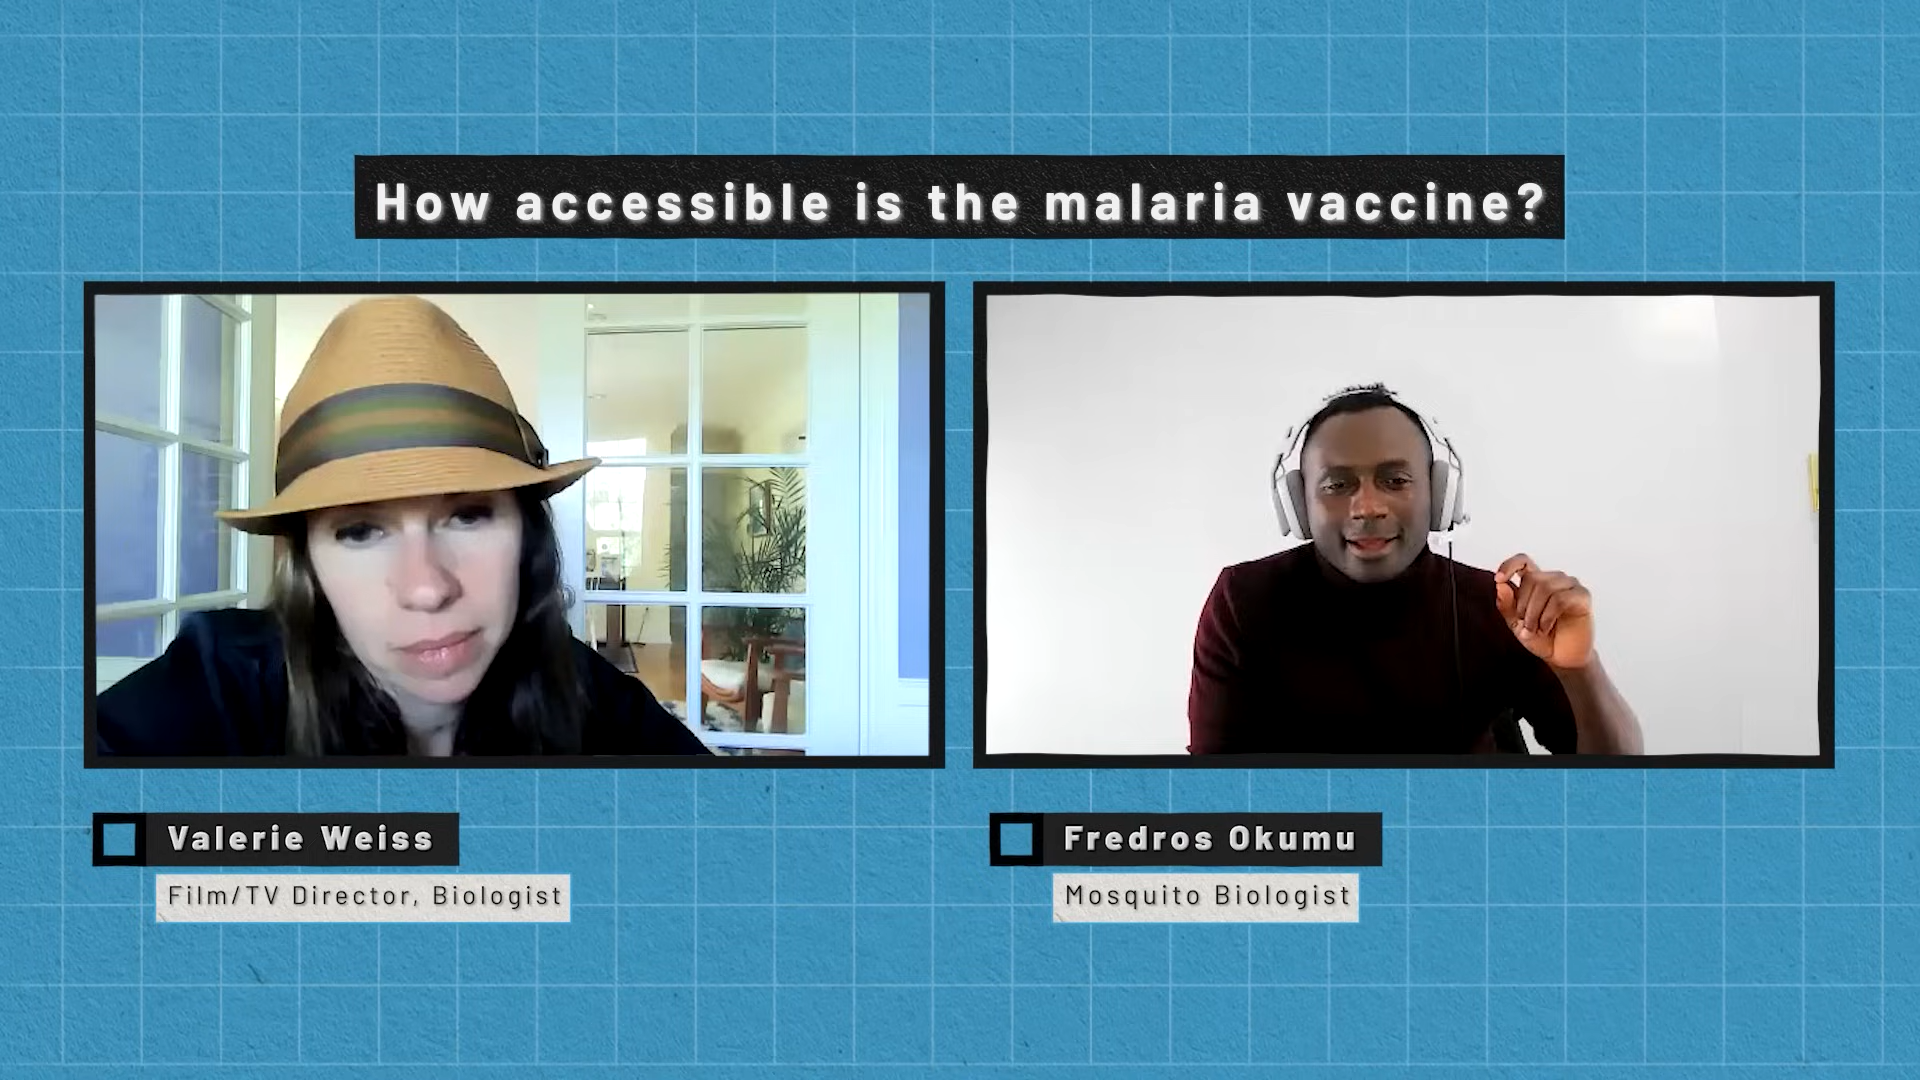 How accessible is the malaria vaccine?
Valerie Weiss
Film/TV Director, Biologist
Fredros Okumu
Mosquito Biologist